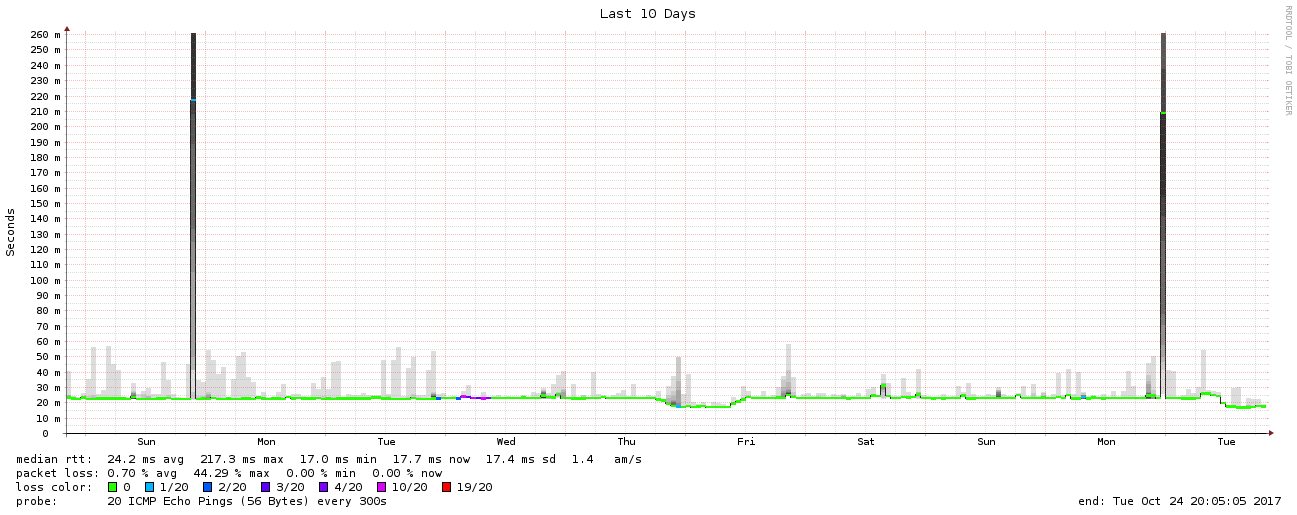 Last 10 Days
RRDTOOL / TOBI OETIKER
Seconds
260 m
250 m
240 m
230 m
220 m
210 m
200 m
190 m
180 m
170 m
160 m
150 m
140 m
130 m
120 m
110 m
100 m
90 m
80 m
70 m
60 m
50 m
40 m
30 m
20 m
10 m
0
Sun Mon Tue Wed Thu Fri Sat Sun Mon Tue
median rtt: 24.2 ms avg 217.3 ms max 17.0 ms min 17.7 ms now 17.4 ms sd 1.4 am/s
packet loss: 0.70 % avg 44.29 % max 0.00 % min 0.00 % now
loss color: 0 1/20 2/20 3/20 4/20 10/20 19/20
probe: 20 ICMP Echo Pings (56 Bytes) every 300s end: Tue Oct 24 20:05:05 2017